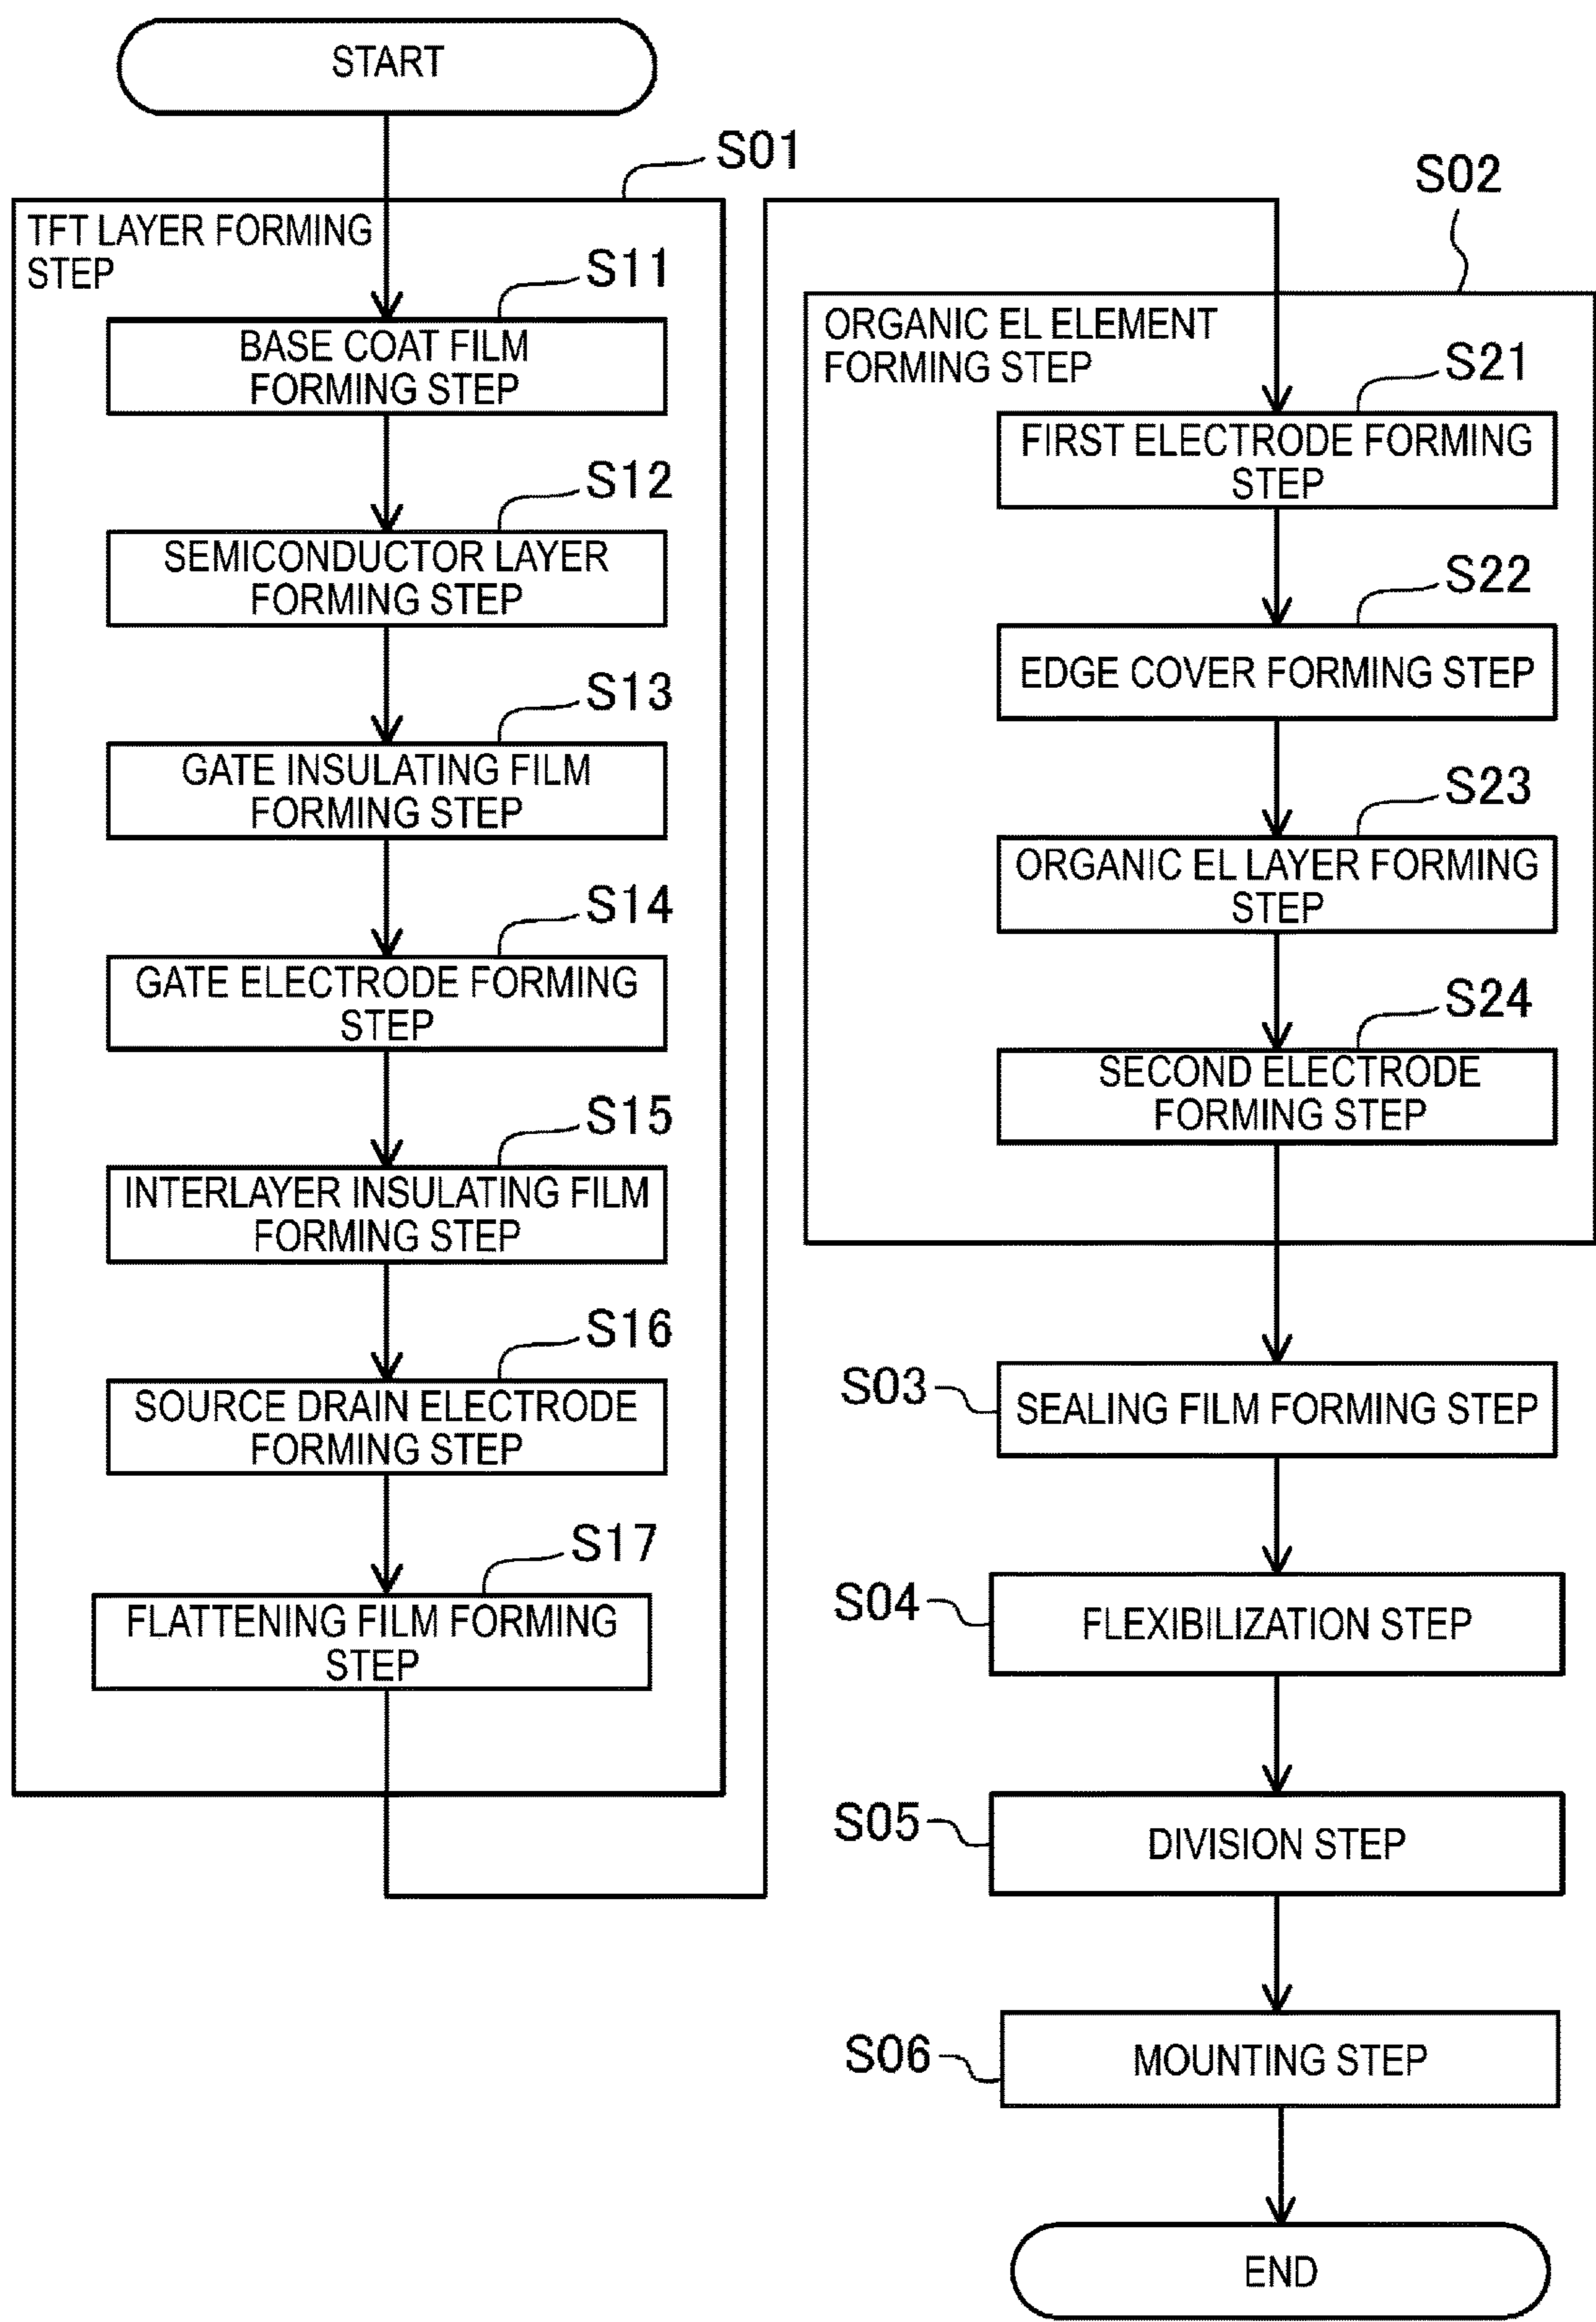 START
S01
TFT LAYER FORMING
STEP
S11
BASE COAT FILM
FORMING STEP
S12
SEMICONDUCTOR LAYER
FORMING STEP
S13
GATE INSULATING FILM
FORMING STEP
S14
GATE ELECTRODE FORMING
STEP
S15
INTERLAYER INSULATING FILM
FORMING STEP
S16
SOURCE DRAIN ELECTRODE
FORMING STEP
S17
FLATTENING FILM FORMING
STEP
S02
ORGANIC EL ELEMENT
FORMING STEP
S21
FIRST ELECTRODE FORMING
STEP
S22
EDGE COVER FORMING STEP
S23
ORGANIC EL LAYER FORMING
STEP
S24
SECOND ELECTRODE
FORMING STEP
S03
SEALING FILM FORMING STEP
S04
FLEXIBILIZATION STEP
S05
DIVISION STEP
S06
MOUNTING STEP
END